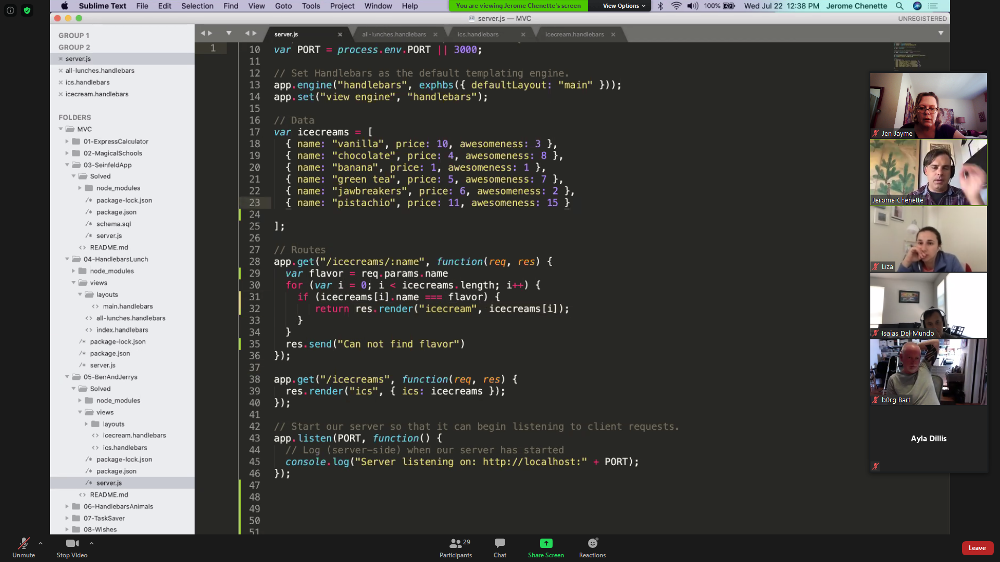 Sublime Text File Edit Selection Find View Goto Tools Project Window Help
You are viewing Jerome Chenette's screen View Options
100% Wed Jul 22 12:38 PM Jerome Chenette
server.js — MVC
UNREGISTERED
GROUP 1
GROUP 2
server.js
all-lunches.handlebars
ics.handlebars
icecream.handlebars
FOLDERS
MVC
01-ExpressCalculator
02-MagicalSchools
03-SeinfeldApp
Solved
node_modules
package-lock.json
package.json
schema.sql
server.js
README.md
04-HandlebarsLunch
node_modules
views
layouts
main.handlebars
all-lunches.handlebars
index.handlebars
package-lock.json
package.json
server.js
05-BenAndJerrys
Solved
node_modules
views
layouts
icecream.handlebars
ics.handlebars
package-lock.json
package.json
server.js
README.md
06-HandlebarsAnimals
07-TaskSaver
08-Wishes
1
server.js all-lunches.handlebars ics.handlebars icecream.handlebars
10 var PORT = process.env.PORT || 3000;
11
12 // Set Handlebars as the default templating engine.
13 app.engine("handlebars", exphbs({ defaultLayout: "main" }));
14 app.set("view engine", "handlebars");
15
16 // Data
17 var icecreams = [
18 { name: "vanilla", price: 10, awesomeness: 3 },
19 { name: "chocolate", price: 4, awesomeness: 8 },
20 { name: "banana", price: 1, awesomeness: 1 },
21 { name: "green tea", price: 5, awesomeness: 7 },
22 { name: "jawbreakers", price: 6, awesomeness: 2 },
23 { name: "pistachio", price: 11, awesomeness: 15 }
24
25 ];
26
27 // Routes
28 app.get("/icecreams/:name", function(req, res) {
29 var flavor = req.params.name
30 for (var i = 0; i < icecreams.length; i++) {
31 if (icecreams[i].name === flavor) {
32 return res.render("icecream", icecreams[i]);
33 }
34 }
35 res.send("Can not find flavor")
36 });
37
38 app.get("/icecreams", function(req, res) {
39 res.render("ics", { ics: icecreams });
40 });
41
42 // Start our server so that it can begin listening to client requests.
43 app.listen(PORT, function() {
44 // Log (server-side) when our server has started
45 console.log("Server listening on: http://localhost:" + PORT);
46 });
47
48
49
50
51
Jen Jayme
Jerome Chenette
Liza
Isaias Del Mundo
b0rg Bart
Ayla Dillis
Unmute Stop Video Participants 29 Chat Share Screen Reactions Leave